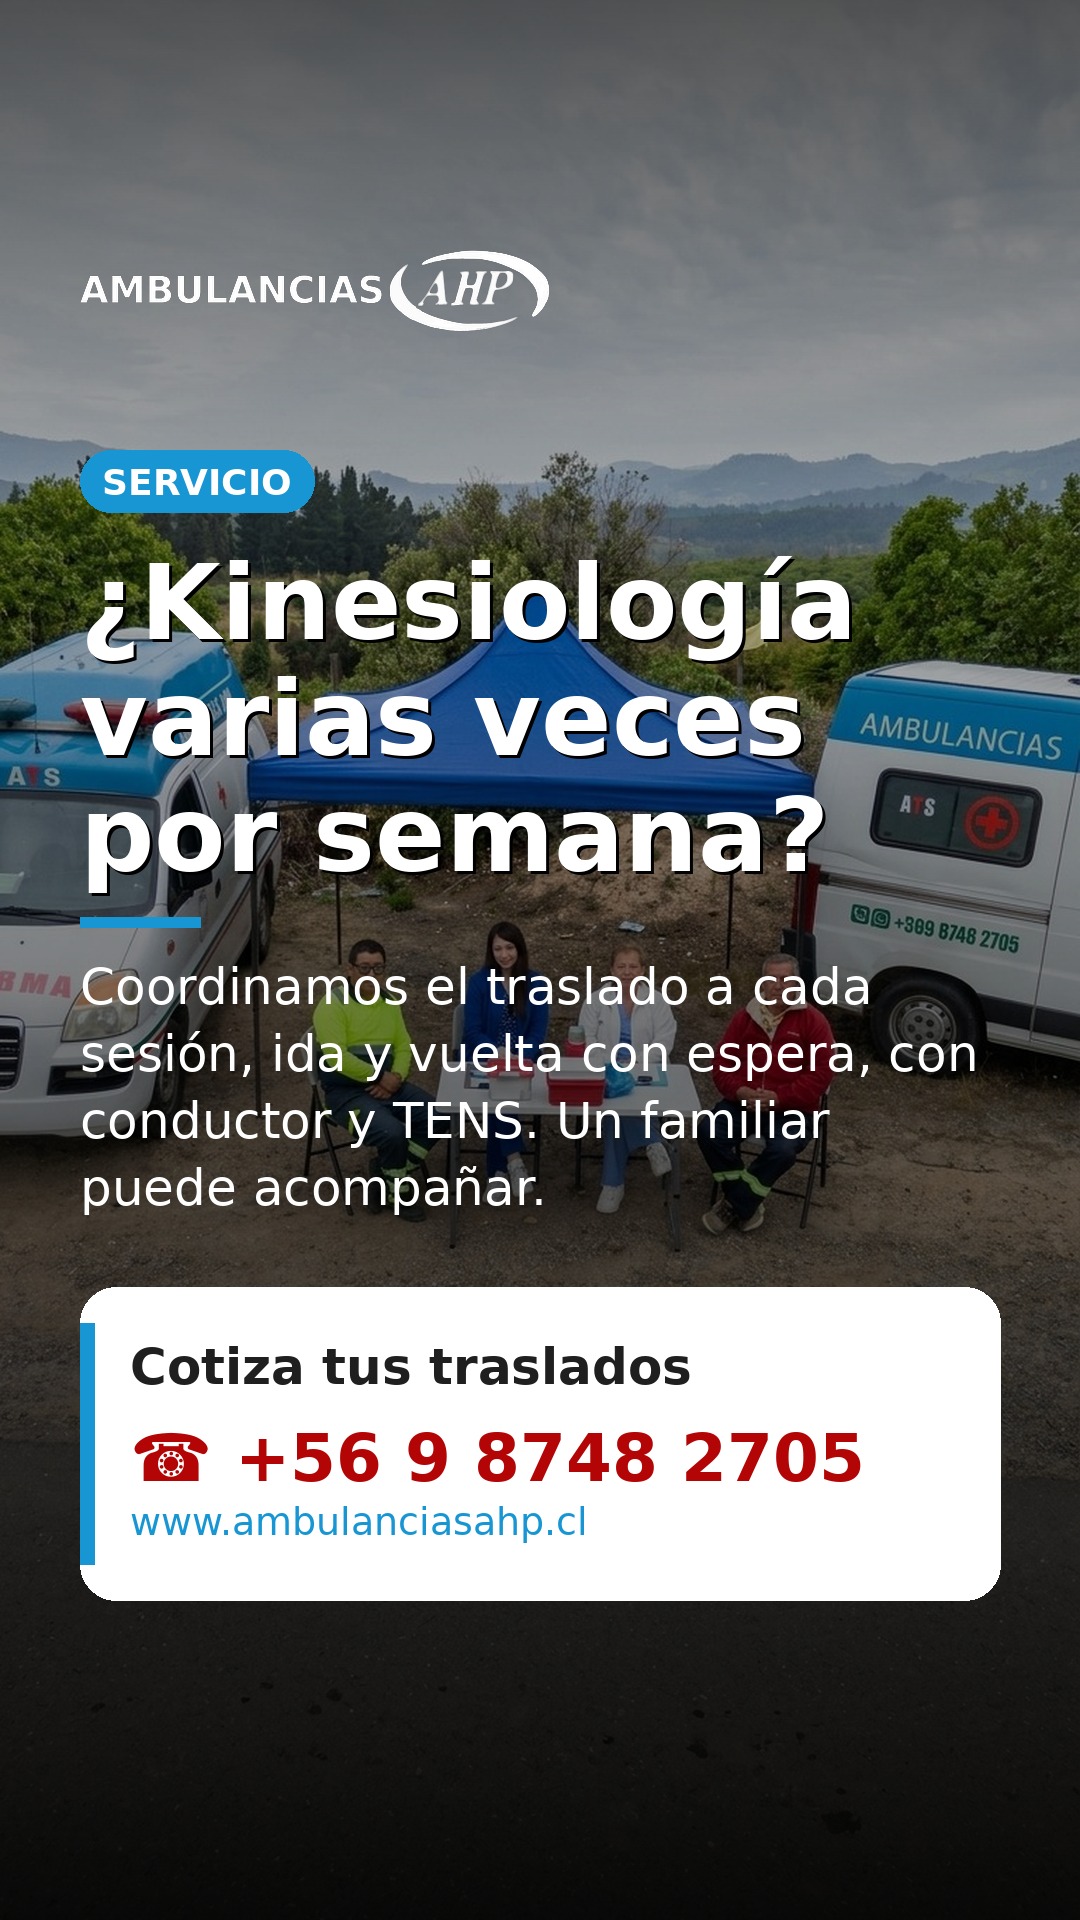 AMBULANCIAS AHP
SERVICIO
¿Kinesiología
varias veces
por semana?
AMBULANCIAS
ATS
ATS
+309 8748 2705
RMA
Coordinamos el traslado a cada
sesión, ida y vuelta con espera, con
conductor y TENS. Un familiar
puede acompañar.
Cotiza tus traslados
☎ +56 9 8748 2705
www.ambulanciasahp.cl